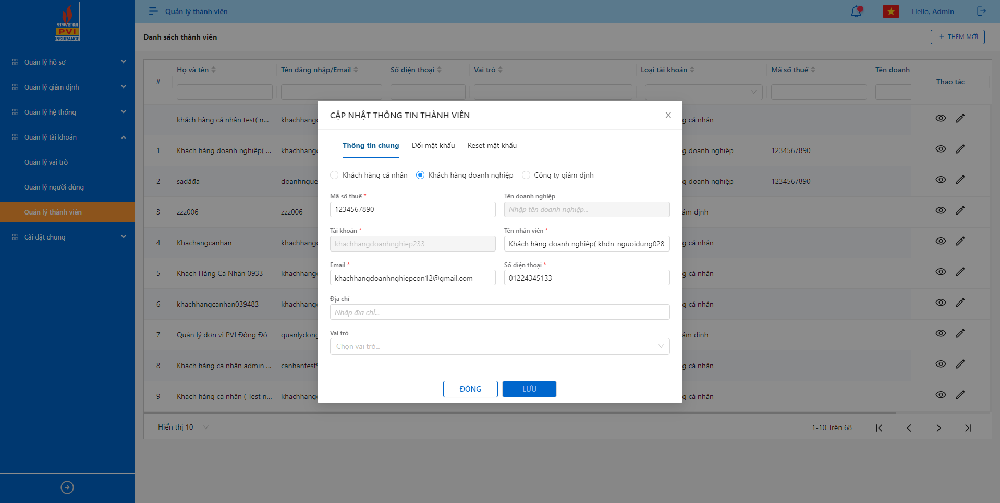 PETROVIETNAM
PVI
INSURANCE
Quản lý thành viên
Hello, Admin
Danh sách thành viên
+ THÊM MỚI
Quản lý hồ sơ
Quản lý giám định
Quản lý hệ thống
Quản lý tài khoản
Quản lý vai trò
Quản lý người dùng
Quản lý thành viên
Cài đặt chung
# Họ và tên Tên đăng nhập/Email Số điện thoại Vai trò Loại tài khoản Mã số thuế Tên doanh Thao tác
khách hàng cá nhân test( n... khachhang g cá nhân
1 Khách hàng doanh nghiệp( ... khachhang g doanh nghiệp 1234567890
2 sadâđá doanhngue g doanh nghiệp 1234567890
3 zzz006 zzz006 ám định
4 Khachangcanhan khachhang g cá nhân
5 Khách Hàng Cá Nhân 0933 khachhang g cá nhân
6 khachhangcanhan039483 khachhang g cá nhân
7 Quản lý đơn vị PVI Đông Đô quanlydong ám định
8 Khách hàng cá nhân admin ... canhantest9 g cá nhân
9 Khách hàng cá nhân ( Test n... khachhang g cá nhân
Hiển thị 10
1-10 Trên 68
CẬP NHẬT THÔNG TIN THÀNH VIÊN
Thông tin chung Đổi mật khẩu Reset mật khẩu
Khách hàng cá nhân Khách hàng doanh nghiệp Công ty giám định
Mã số thuế * Tên doanh nghiệp
1234567890 Nhập tên doanh nghiệp...
Tài khoản * Tên nhân viên *
khachhangdoanhnghiep233 Khách hàng doanh nghiệp( khdn_nguoidung028
Email * Số điện thoại *
khachhangdoanhnghiepcon12@gmail.com 01224345133
Địa chỉ
Nhập địa chỉ...
Vai trò
Chọn vai trò...
ĐÓNG LƯU